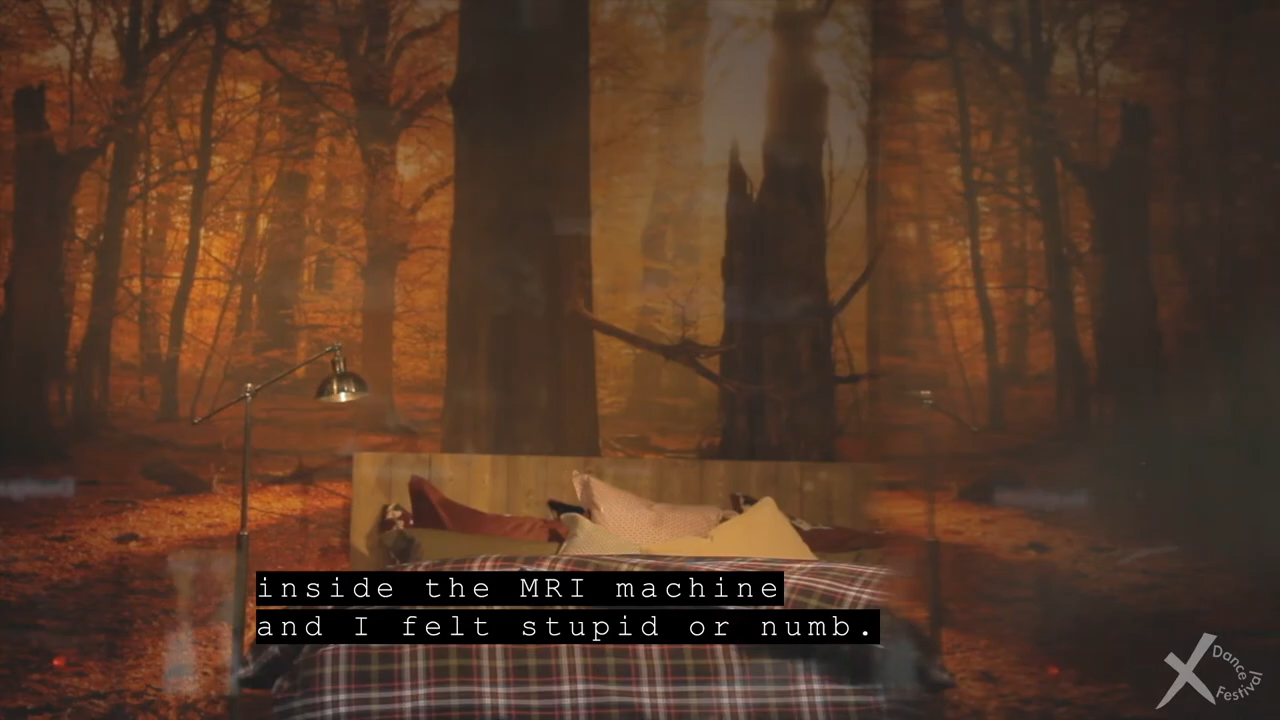 inside the MRI machine
and I felt stupid or numb.
X Dance
Festival